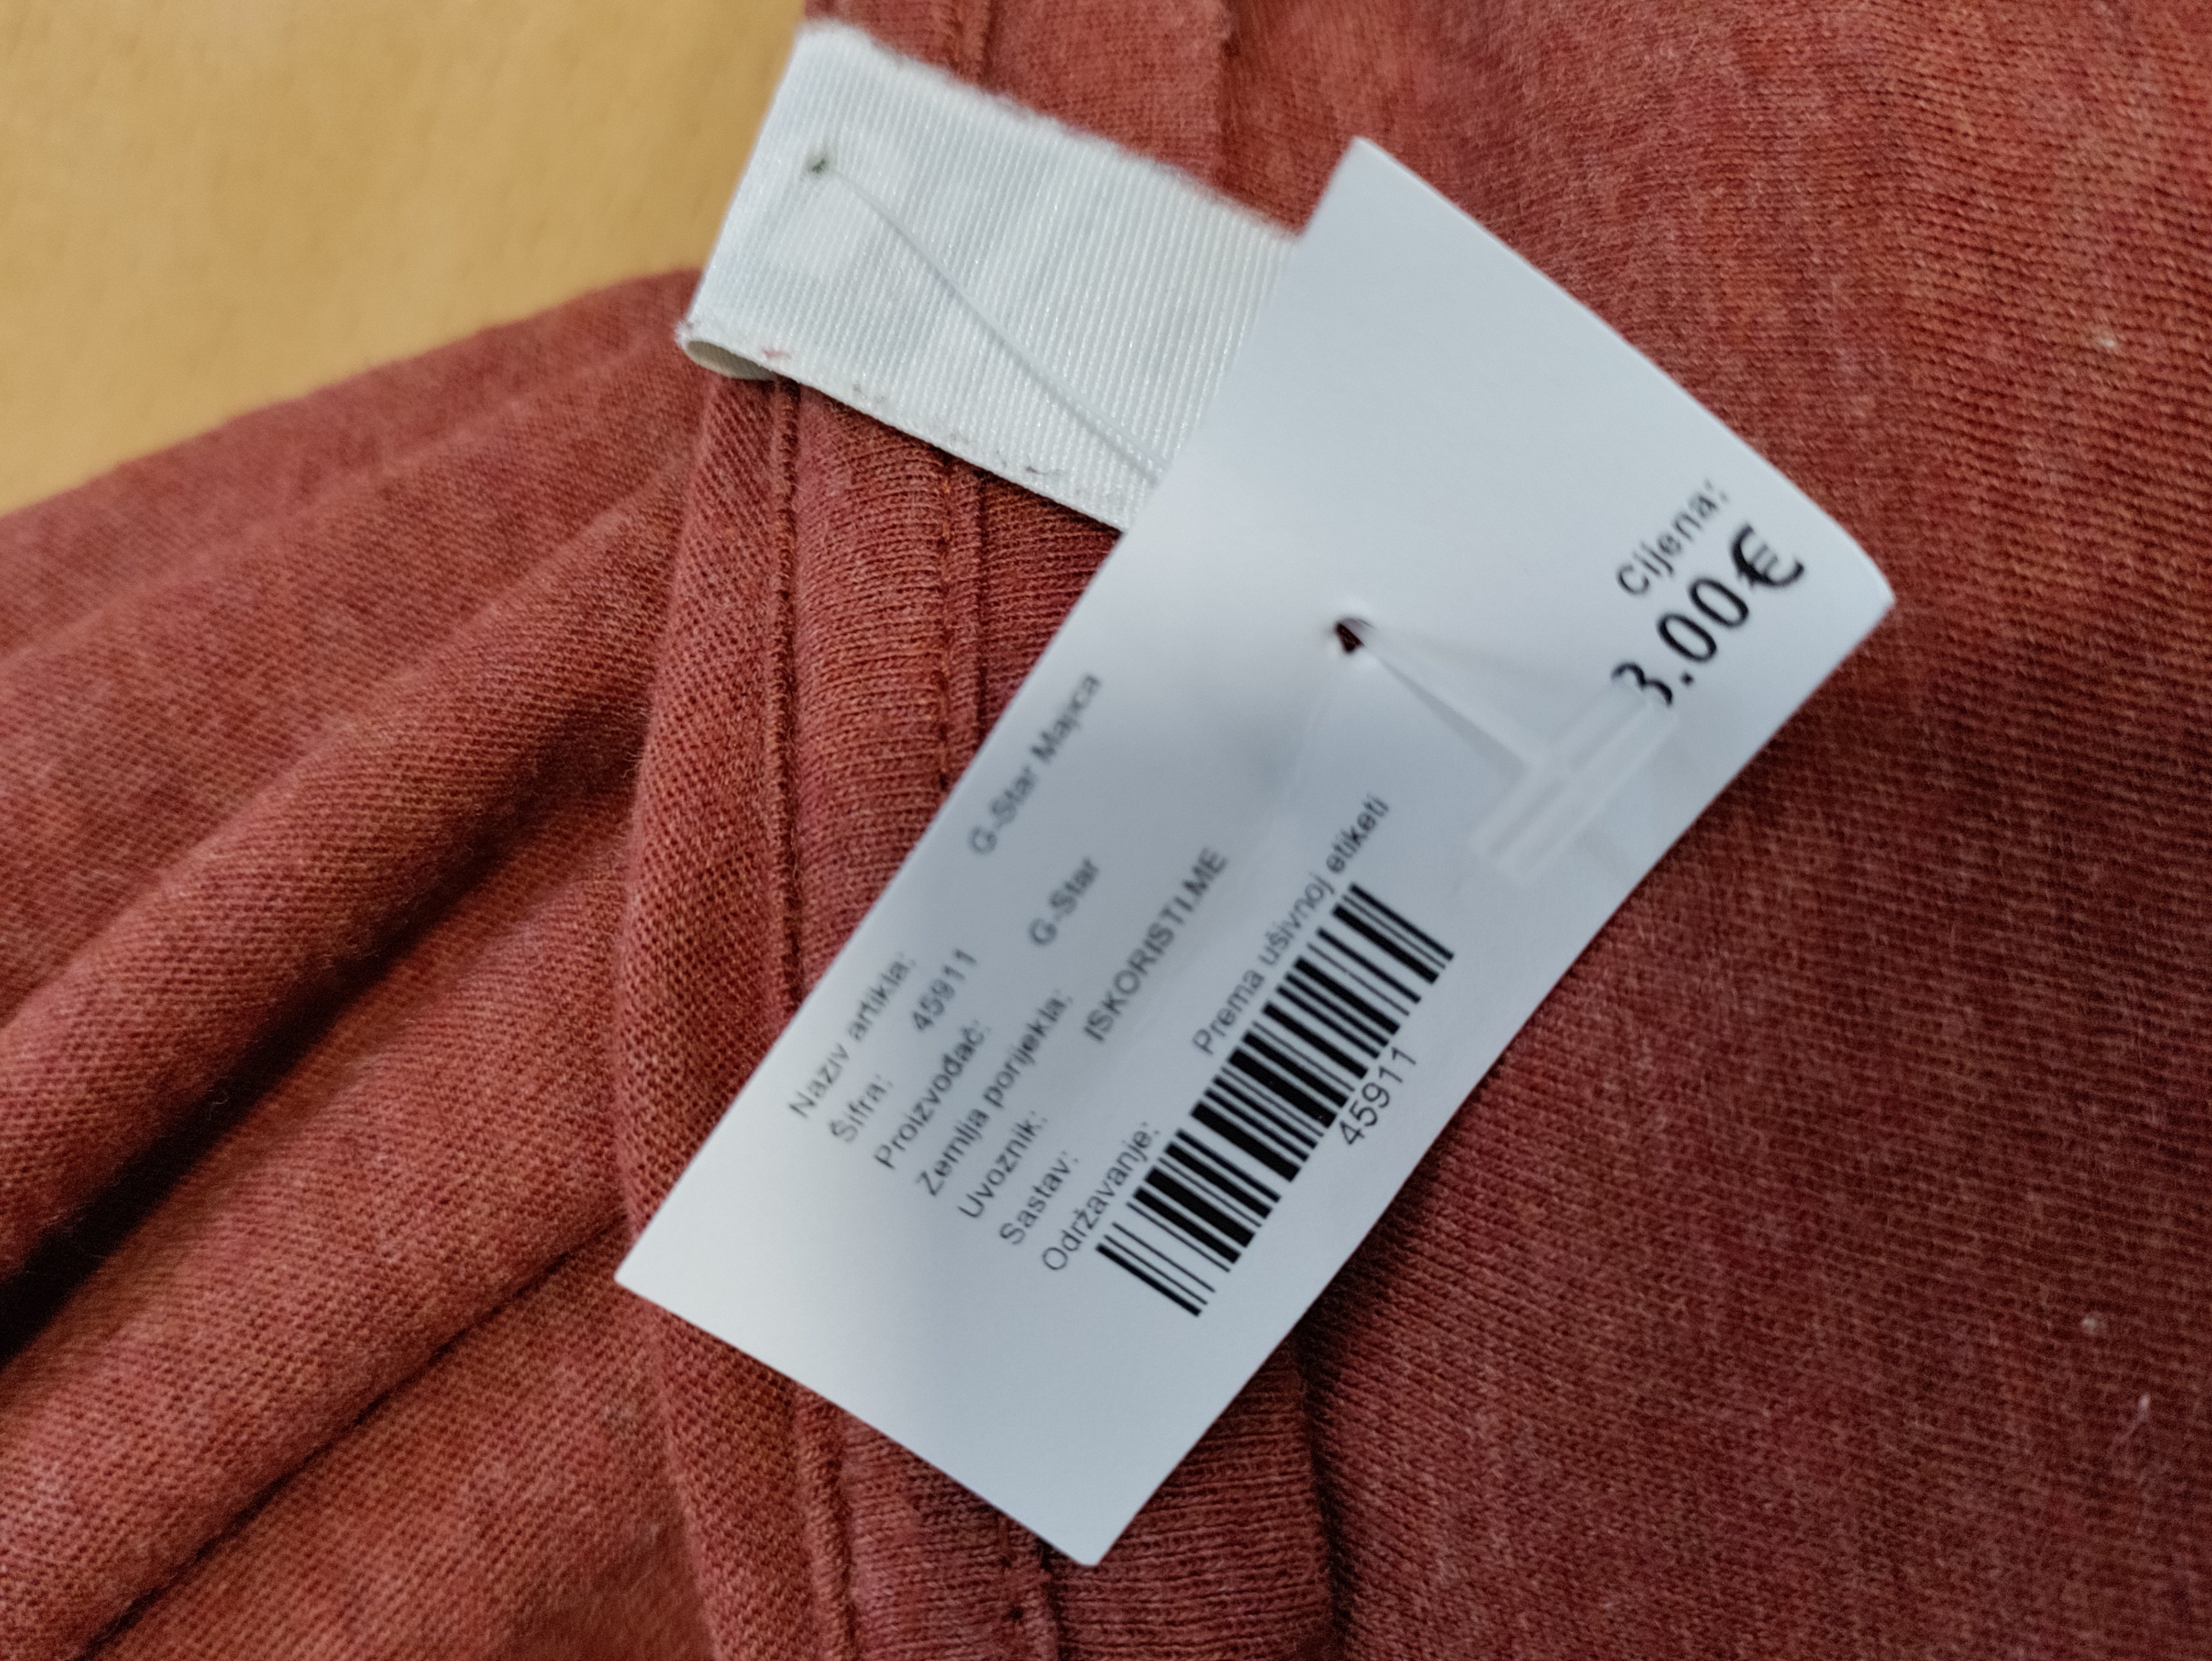 Naziv artikla: G-Star Majica
Šifra: 45911
Proizvođač: G-Star
Zemlja porijekla:
Uvoznik: ISKORISTI.ME
Sastav:
Održavanje: Prema ušivnoj etiketi
45911
Cijena:
.00€